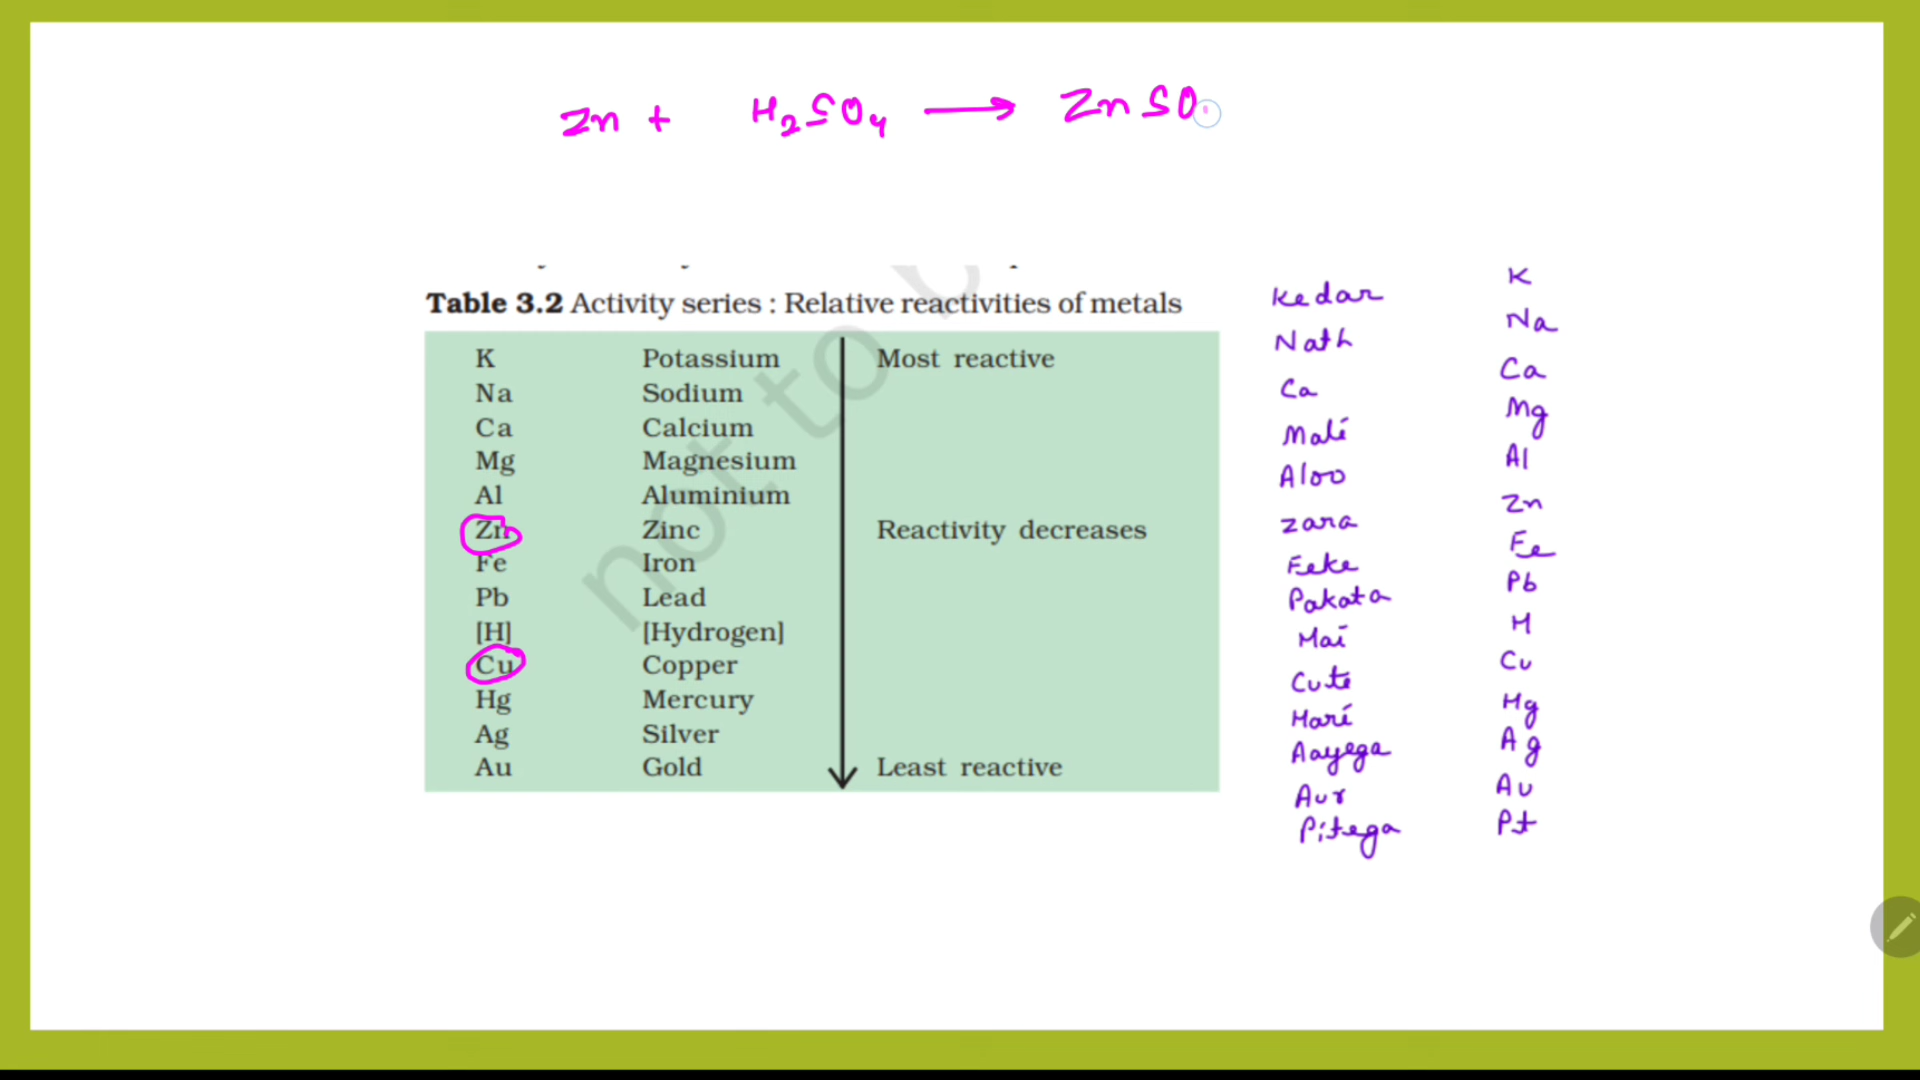 Zn + H2SO4 → ZnSO
Table 3.2 Activity series : Relative reactivities of metals
K Potassium Most reactive
Na Sodium
Ca Calcium
Mg Magnesium
Al Aluminium
Zn Zinc Reactivity decreases
Fe Iron
Pb Lead
[H] [Hydrogen]
Cu Copper
Hg Mercury
Ag Silver
Au Gold Least reactive
not to b
Kedar K
Nath Na
Ca Ca
Mali Mg
Aloo Al
Zara Zn
Feke Fe
Pakata Pb
Hai H
Cute Cu
Hari Hg
Aayega Ag
Aur Au
Pitega Pt